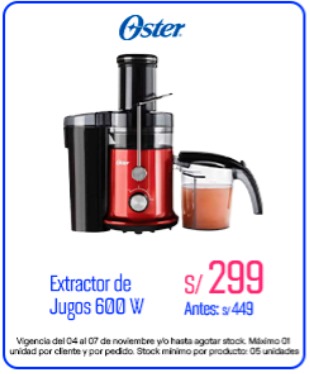 Oster
Oster
Extractor de
Jugos 600 W
S/ 299
Antes: s/ 449
Vigencia del 04 al 07 de noviembre y/o hasta agotar stock. Máximo 01
unidad por cliente y por pedido. Stock mínimo por producto: 05 unidades